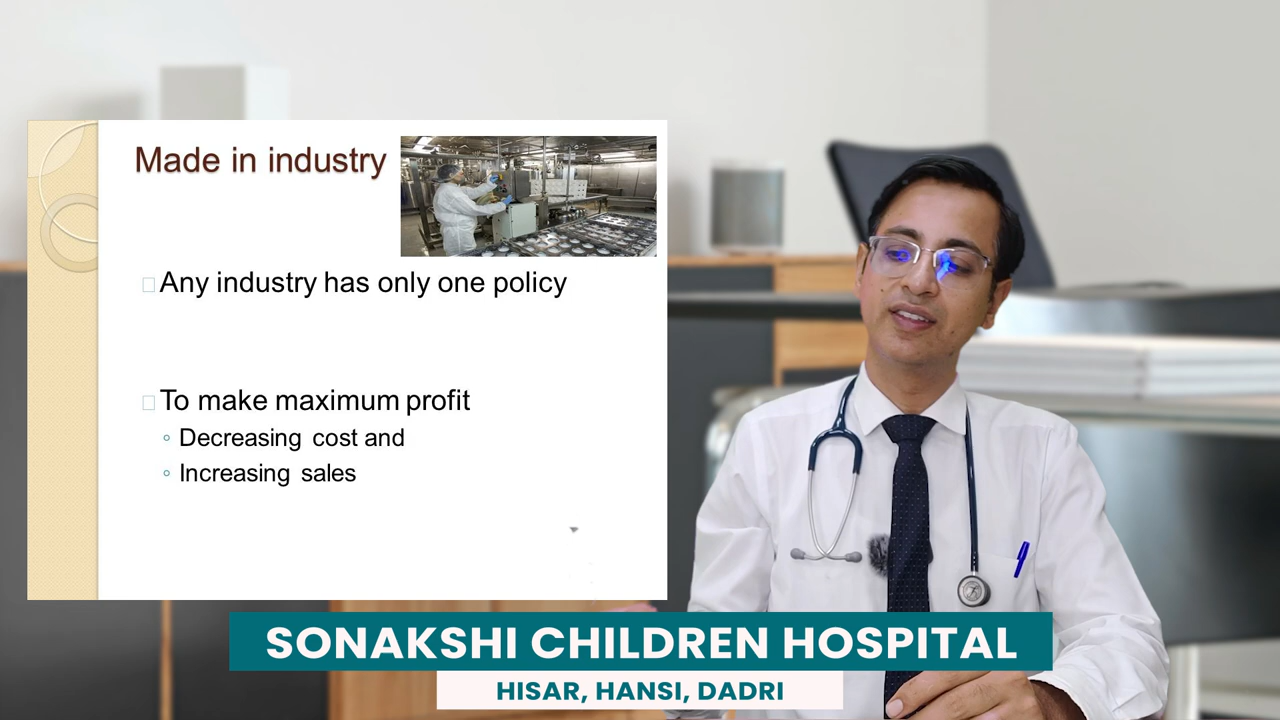 Made in industry
Any industry has only one policy
To make maximum profit
Decreasing cost and
Increasing sales
SONAKSHI CHILDREN HOSPITAL
HISAR, HANSI, DADRI